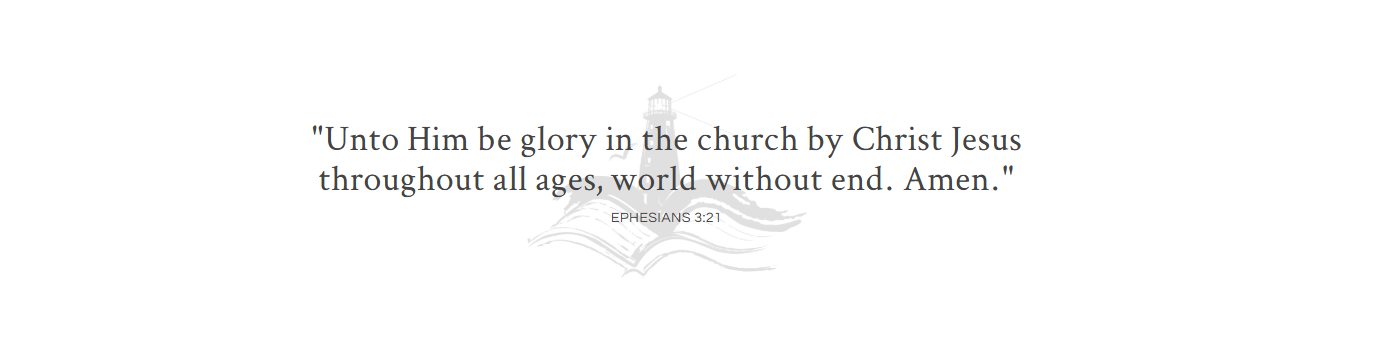 "Unto Him be glory in the church by Christ Jesus
throughout all ages, world without end. Amen."
EPHESIANS 3:21